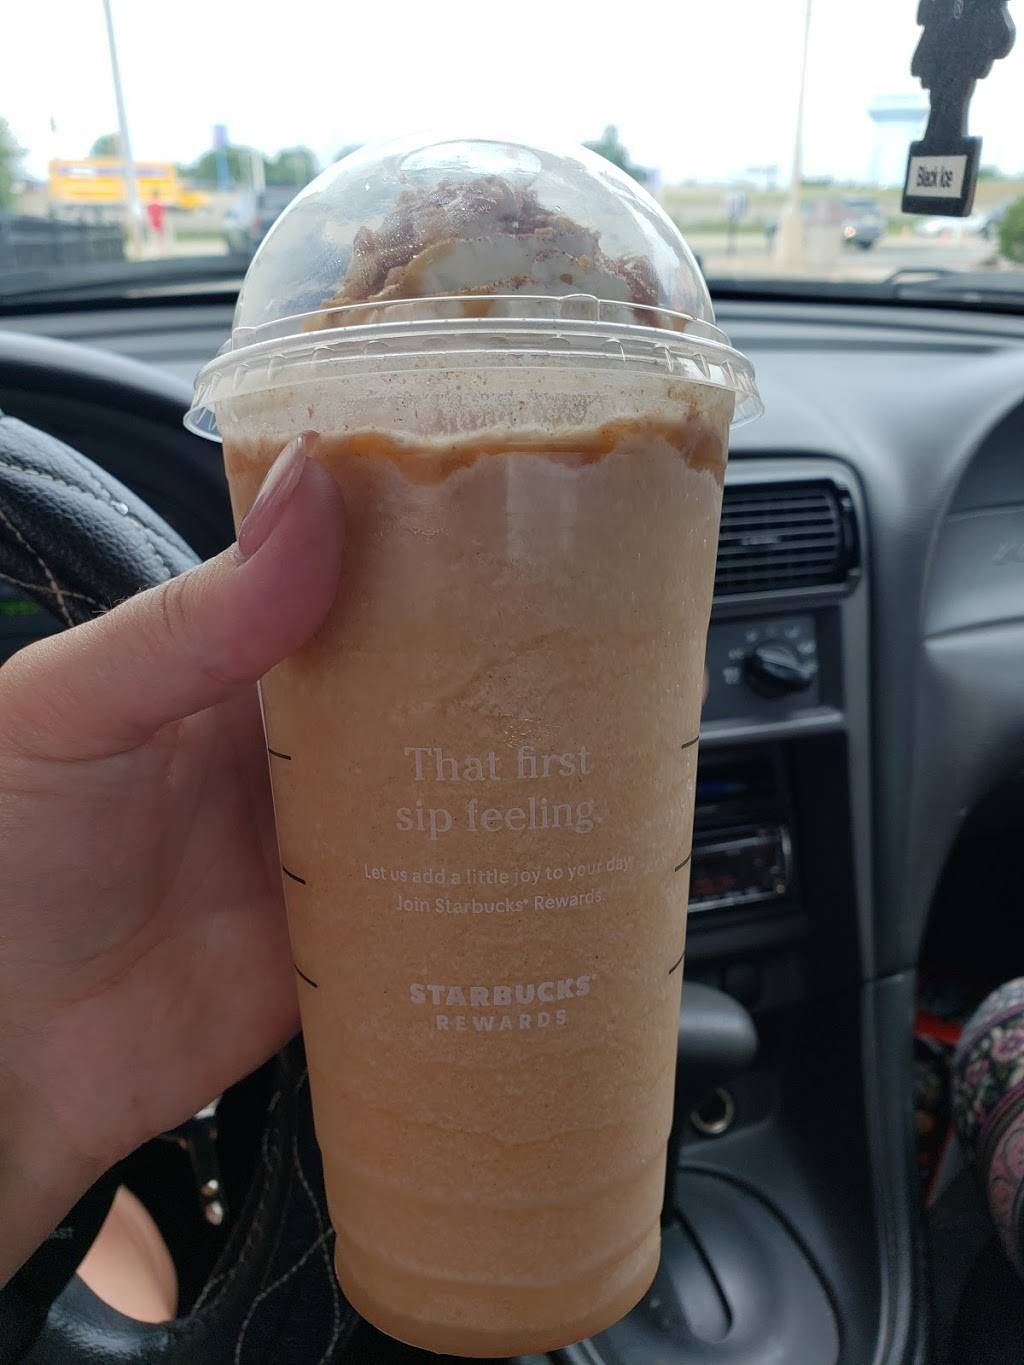 Black Ice
That first
sip feeling.
Let us add a little joy to your day.
Join Starbucks® Rewards.
STARBUCKS®
REWARDS